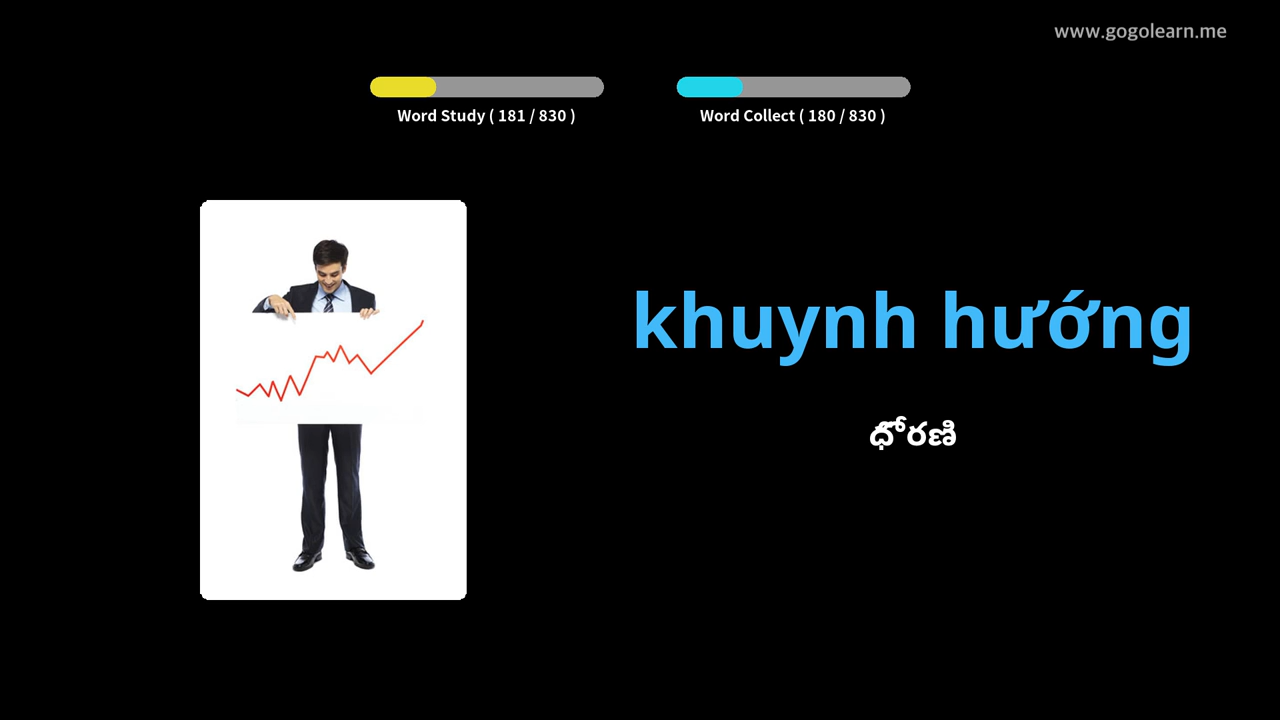 www.gogolearn.me
Word Study ( 181 / 830 )
Word Collect ( 180 / 830 )
khuynh hướng
ధోరణి